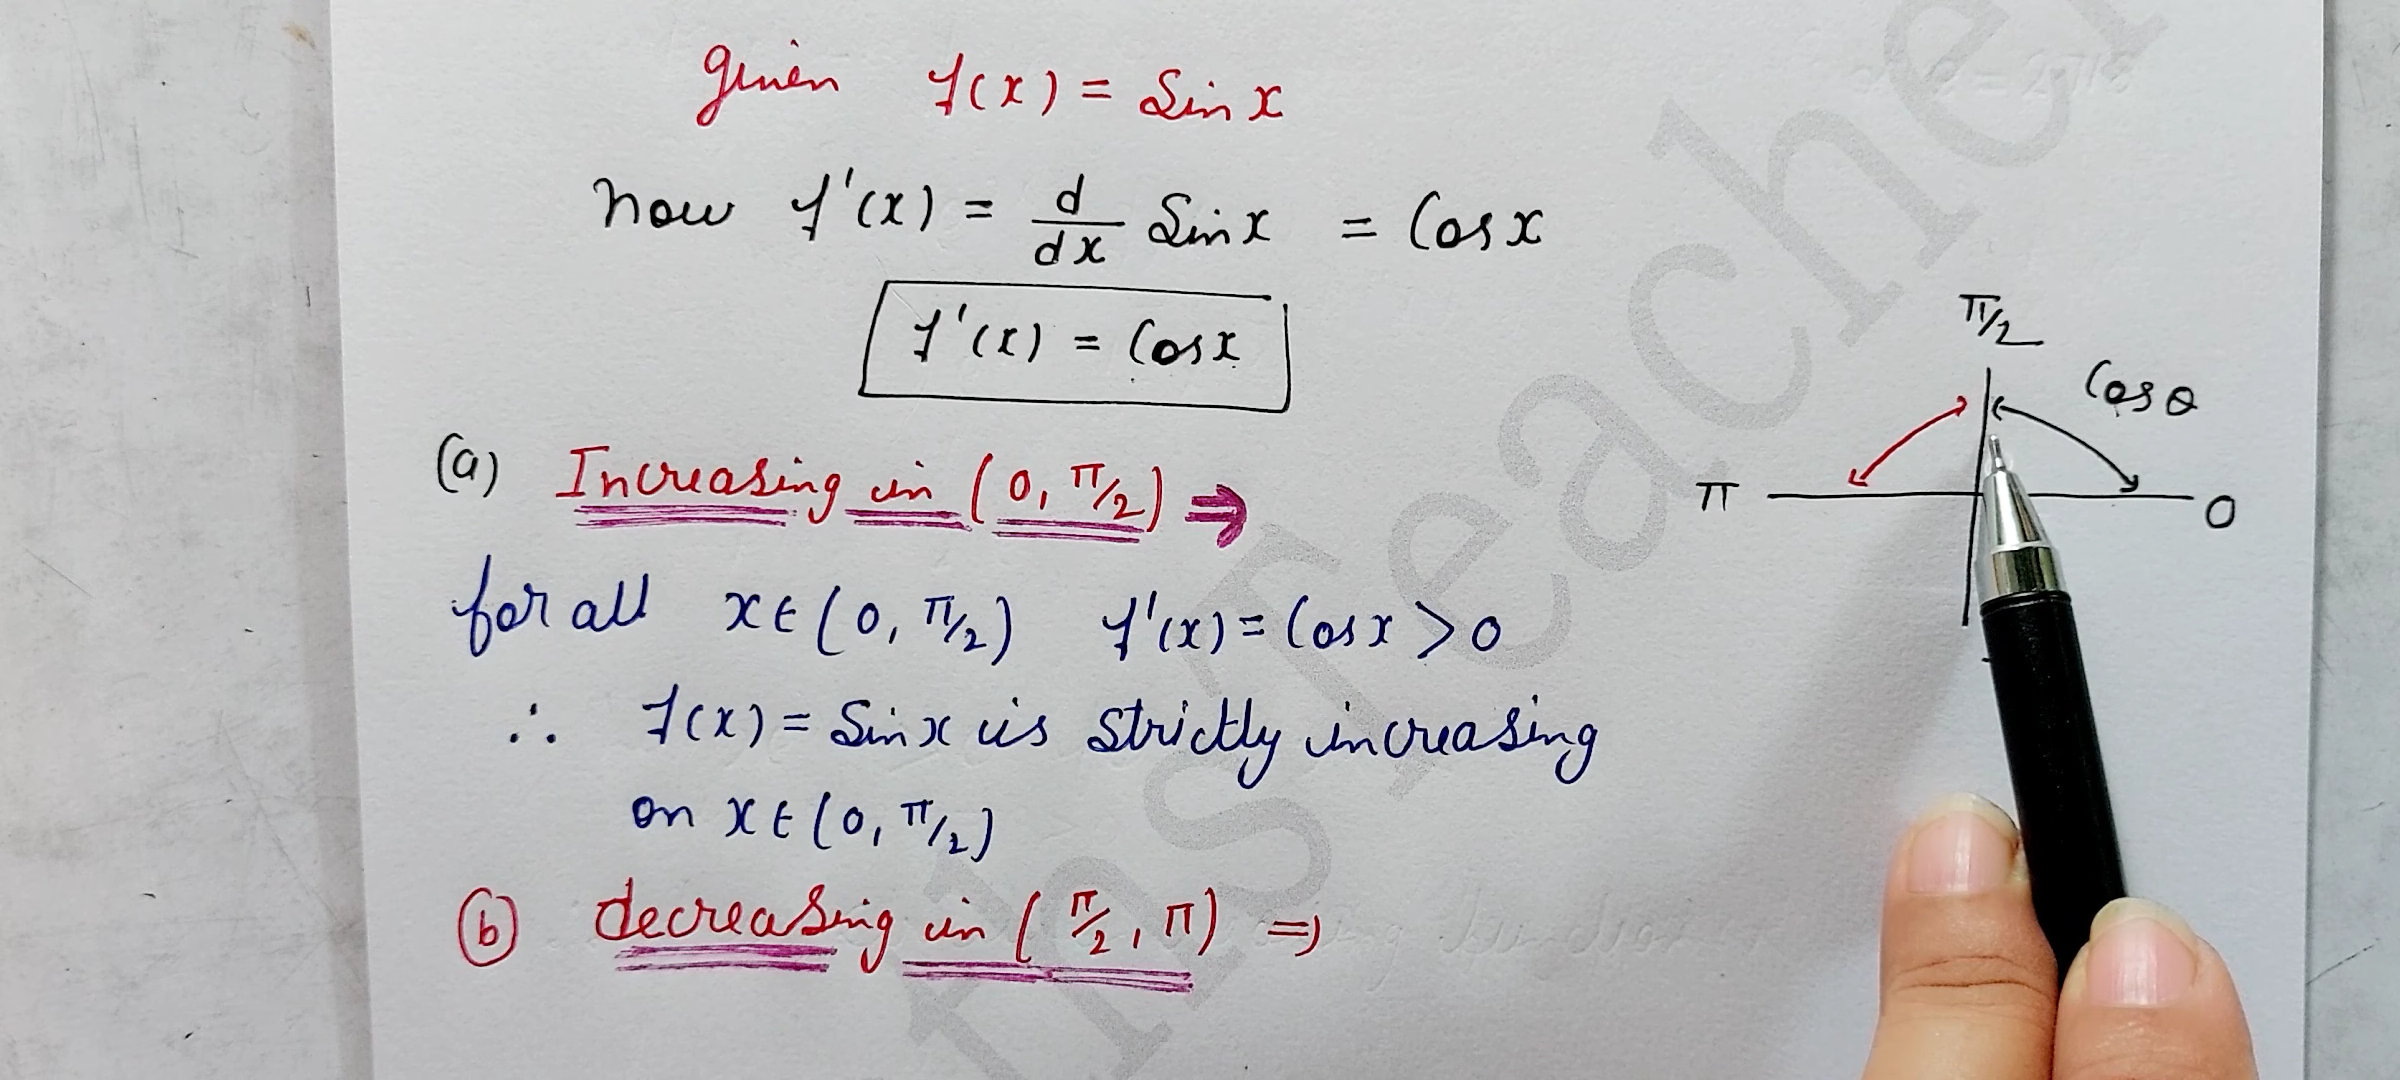 Given f(x) = Sin x
Now f'(x) = d/dx Sin x = Cos x
f'(x) = Cos x
(a) Increasing in (0, π/2) ⇒
for all x ∈ (0, π/2) f'(x) = Cos x > 0
∴ f(x) = Sin x is strictly increasing
on x ∈ (0, π/2)
(b) decreasing in (π/2, π) ⇒
π/2
Cos θ
π 0